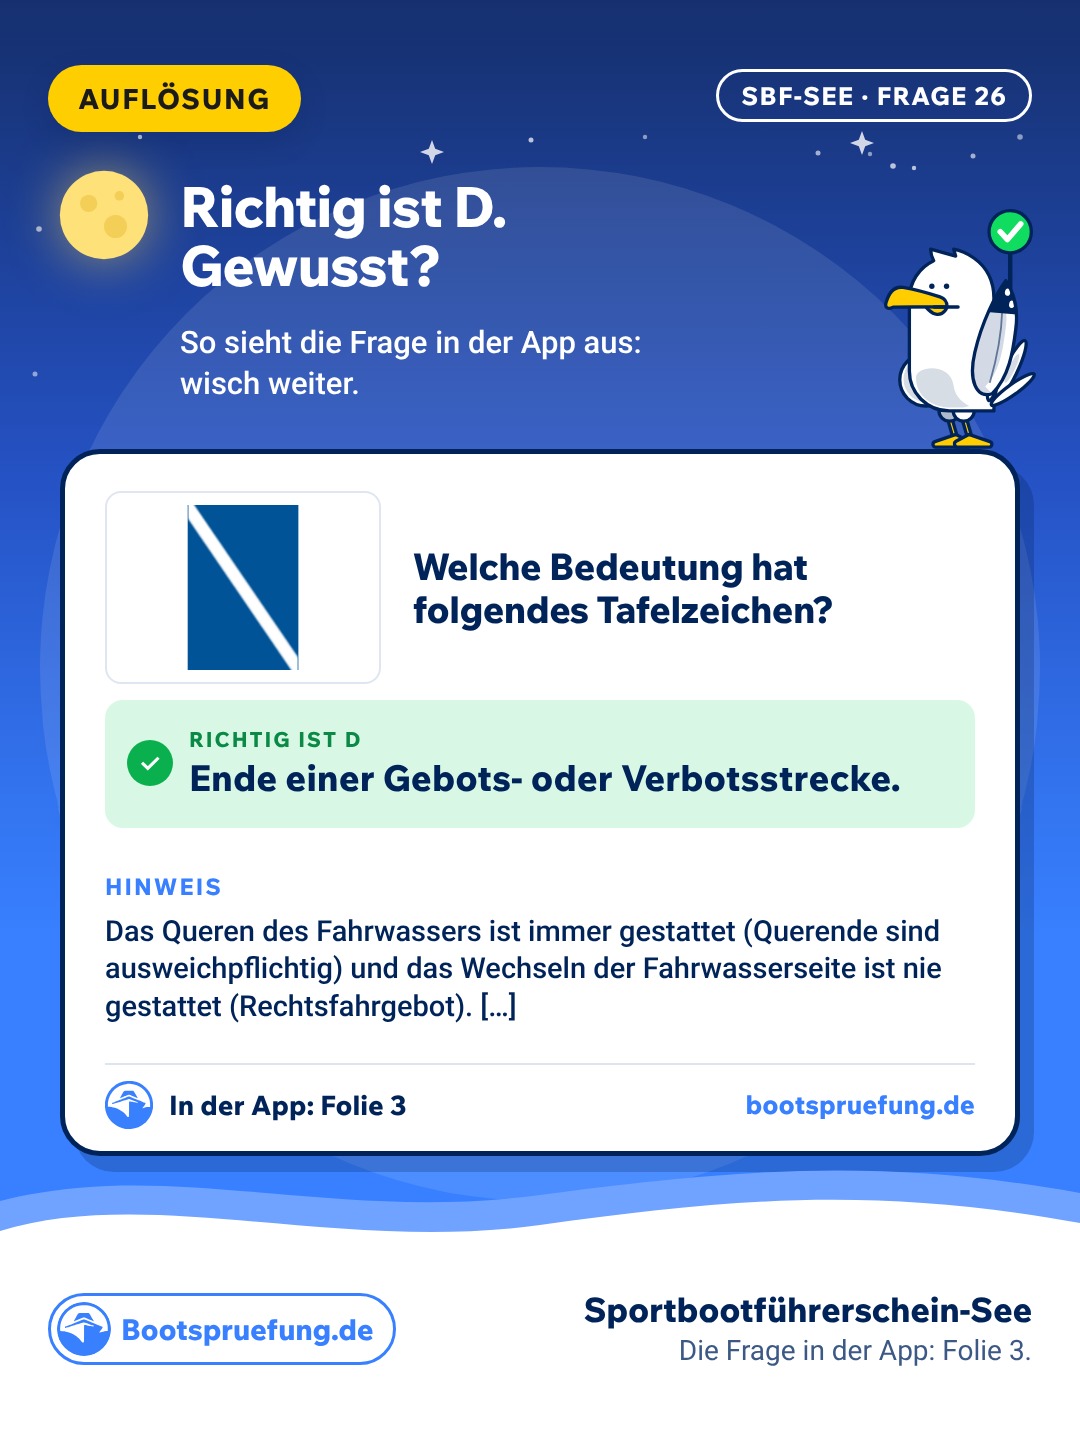 AUFLÖSUNG
SBF-SEE · FRAGE 26
Richtig ist D.
Gewusst?
So sieht die Frage in der App aus:
wisch weiter.
Welche Bedeutung hat
folgendes Tafelzeichen?
RICHTIG IST D
Ende einer Gebots- oder Verbotsstrecke.
HINWEIS
Das Queren des Fahrwassers ist immer gestattet (Querende sind
ausweichpflichtig) und das Wechseln der Fahrwasserseite ist nie
gestattet (Rechtsfahrgebot). [...]
In der App: Folie 3
bootspruefung.de
Bootspruefung.de
Sportbootführerschein-See
Die Frage in der App: Folie 3.